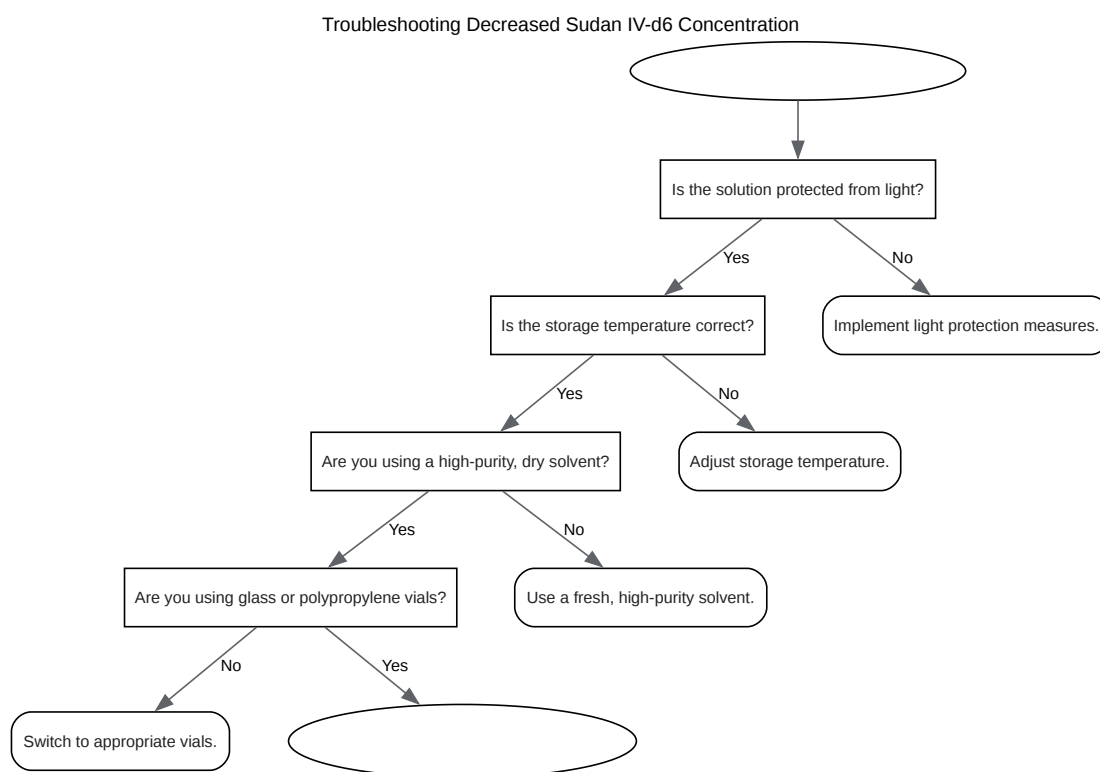 Troubleshooting Decreased Sudan IV-d6 Concentration
Is the solution protected from light?
Yes
No
Is the storage temperature correct?
Implement light protection measures.
Yes
No
Are you using a high-purity, dry solvent?
Adjust storage temperature.
Yes
No
Are you using glass or polypropylene vials?
Use a fresh, high-purity solvent.
No
Yes
Switch to appropriate vials.